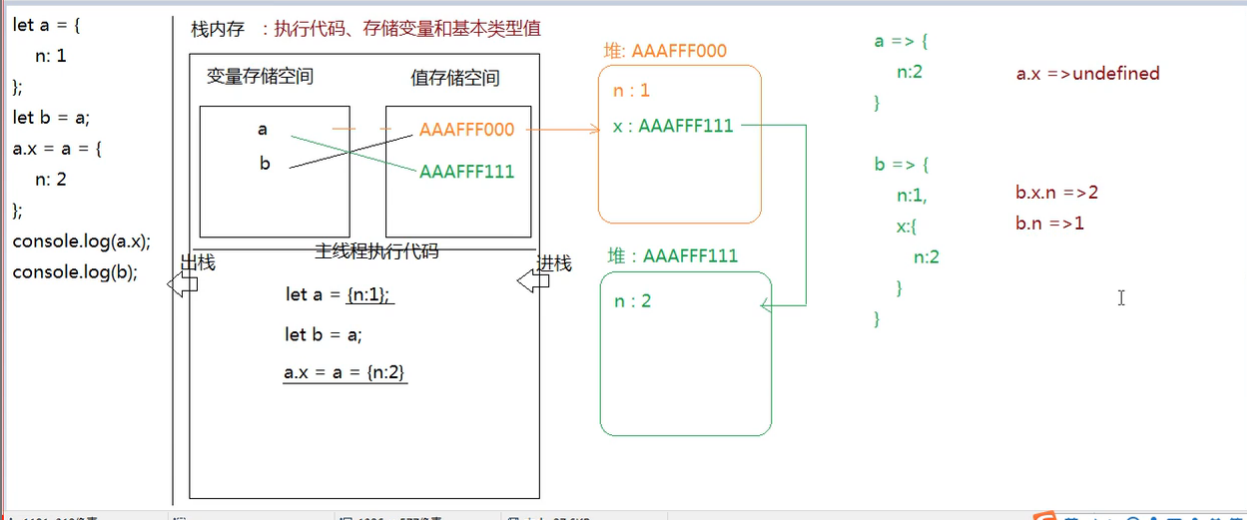 let a = {
n: 1
};
let b = a;
a.x = a = {
n: 2
};
console.log(a.x);
console.log(b);
栈内存 ：执行代码、存储变量和基本类型值
变量存储空间
值存储空间
a
b
AAAFFF000
AAAFFF111
主线程执行代码
出栈
进栈
let a = {n:1};
let b = a;
a.x = a = {n:2}
堆: AAAFFF000
n : 1
x : AAAFFF111
堆：AAAFFF111
n : 2
a => {
n:2
}
a.x =>undefined
b => {
n:1,
x:{
n:2
}
}
b.x.n =>2
b.n =>1